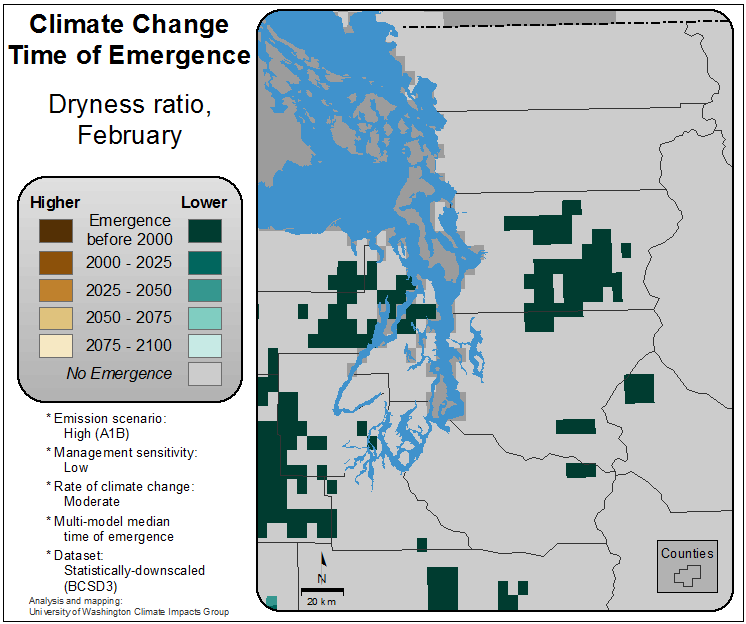 Climate Change
Time of Emergence
Dryness ratio,
February
Higher Lower
Emergence
before 2000
2000 - 2025
2025 - 2050
2050 - 2075
2075 - 2100
No Emergence
* Emission scenario:
High (A1B)
* Management sensitivity:
Low
* Rate of climate change:
Moderate
* Multi-model median
time of emergence
* Dataset:
Statistically-downscaled
(BCSD3)
Analysis and mapping:
University of Washington Climate Impacts Group
N
20 km
Counties